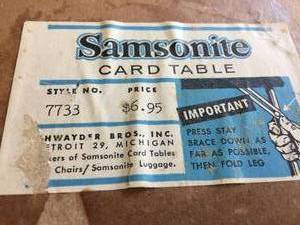 Samsonite
CARD TABLE
STYLE NO. PRICE
7733 $6.95
HWAYDER BROS., INC.
ETROIT 29, MICHIGAN
kers of Samsonite Card Tables
Chairs/ Samsonite Luggage.
IMPORTANT
PRESS STAY
BRACE DOWN AS
FAR AS POSSIBLE,
THEN FOLD LEG